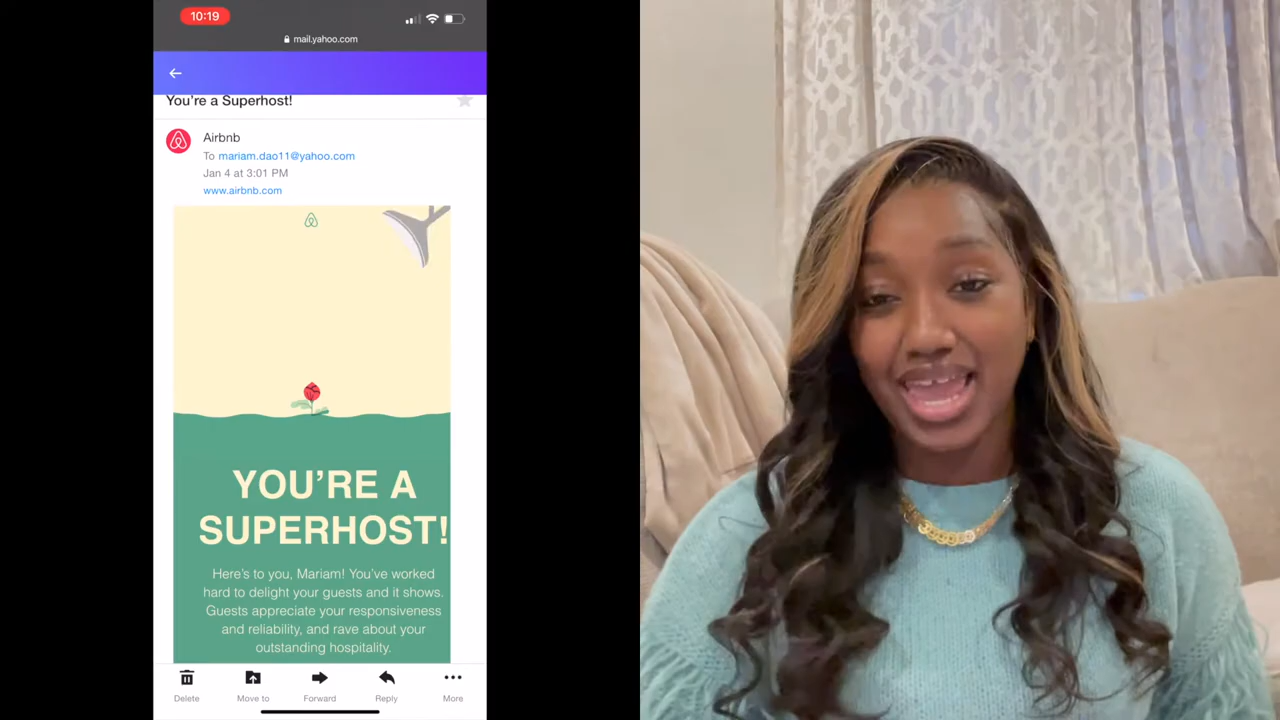 10:19
mail.yahoo.com
You're a Superhost!
Airbnb
To mariam.dao11@yahoo.com
Jan 4 at 3:01 PM
www.airbnb.com
YOU'RE A
SUPERHOST!
Here's to you, Mariam! You've worked
hard to delight your guests and it shows.
Guests appreciate your responsiveness
and reliability, and rave about your
outstanding hospitality.
Delete
Move to
Forward
Reply
More